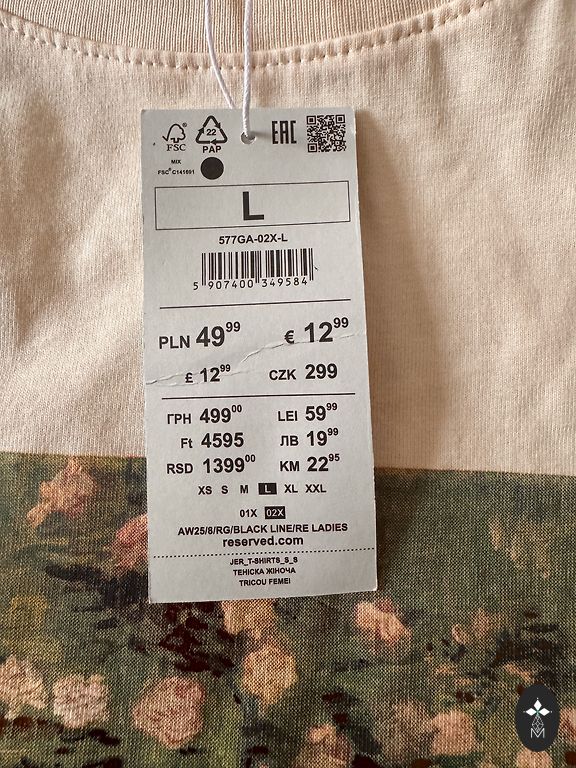 FSC®
22
PAP
EAC
MIX
FSC® C141691
L
577GA-02X-L
5 907400 349584
PLN 49⁹⁹ € 12⁹⁹
£ 12⁹⁹ CZK 299
ГРН 499⁰⁰ LEI 59⁹⁹
Ft 4595 ЛВ 19⁹⁹
RSD 1399⁰⁰ KM 22⁹⁵
XS S M L XL XXL
01X 02X
AW25/8/RG/BLACK LINE/RE LADIES
reserved.com
JER_T-SHIRTS_S_S
ТЕНІСКА ЖІНОЧА
TRICOU FEMEI